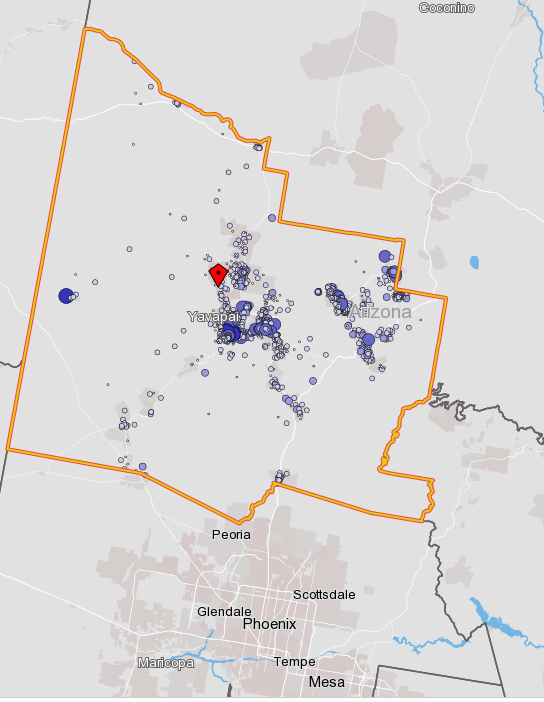 Coconino
Yavapai
Arizona
Peoria
Scottsdale
Glendale
Phoenix
Maricopa
Tempe
Mesa